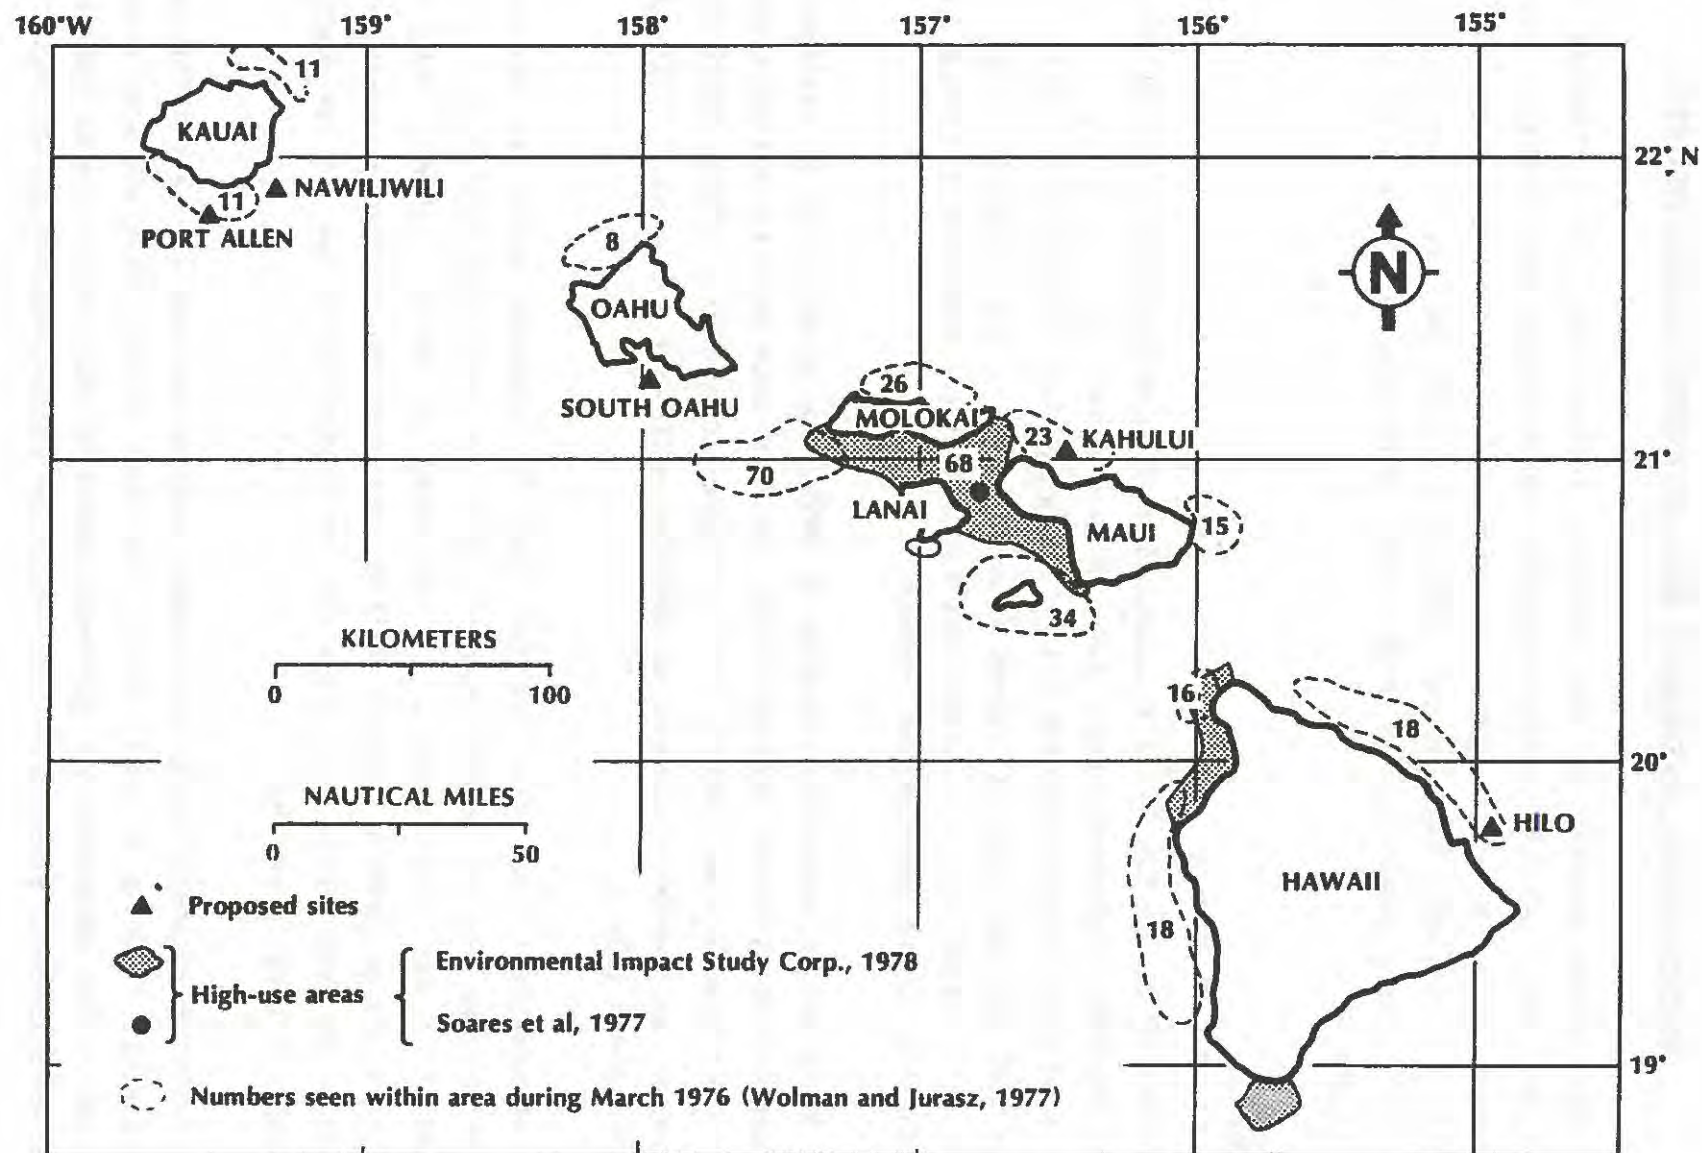 160°W 159° 158° 157° 156° 155°
11
KAUAI
22° N
11
NAWILIWILI
PORT ALLEN
8
N
OAHU
SOUTH OAHU
26
MOLOKAI
23
KAHULUI
68
21°
70
LANAI
15
MAUI
34
KILOMETERS
0 100
16
18
20°
NAUTICAL MILES
0 50
HILO
HAWAII
18
Proposed sites
Environmental Impact Study Corp., 1978
High-use areas
Soares et al, 1977
19°
Numbers seen within area during March 1976 (Wolman and Jurasz, 1977)